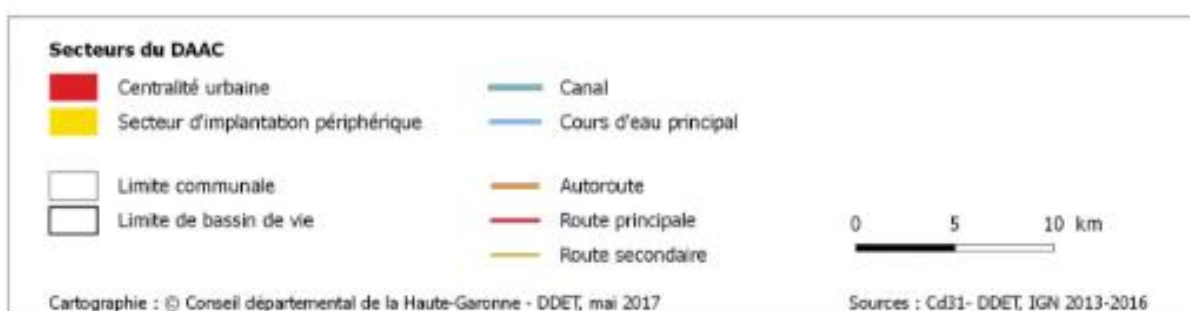 Secteurs du DAAC
Centralité urbaine
Secteur d'implantation périphérique
Limite communale
Limite de bassin de vie
Canal
Cours d'eau principal
Autoroute
Route principale
Route secondaire
0 5 10 km
Cartographie : © Conseil départemental de la Haute-Garonne - DDET, mai 2017
Sources : Cd31- DDET, IGN 2013-2016